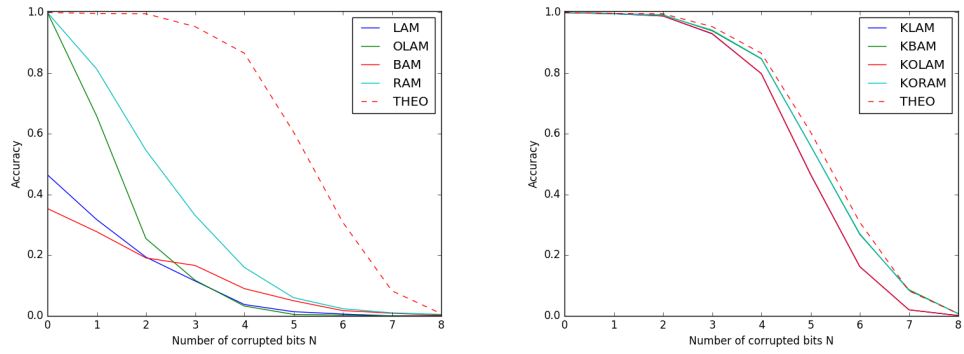 1.0
0.8
0.6
0.4
0.2
0.0
Accuracy
0 1 2 3 4 5 6 7 8
Number of corrupted bits N
LAM
OLAM
BAM
RAM
THEO
1.0
0.8
0.6
0.4
0.2
0.0
Accuracy
0 1 2 3 4 5 6 7 8
Number of corrupted bits N
KLAM
KBAM
KOLAM
KORAM
THEO